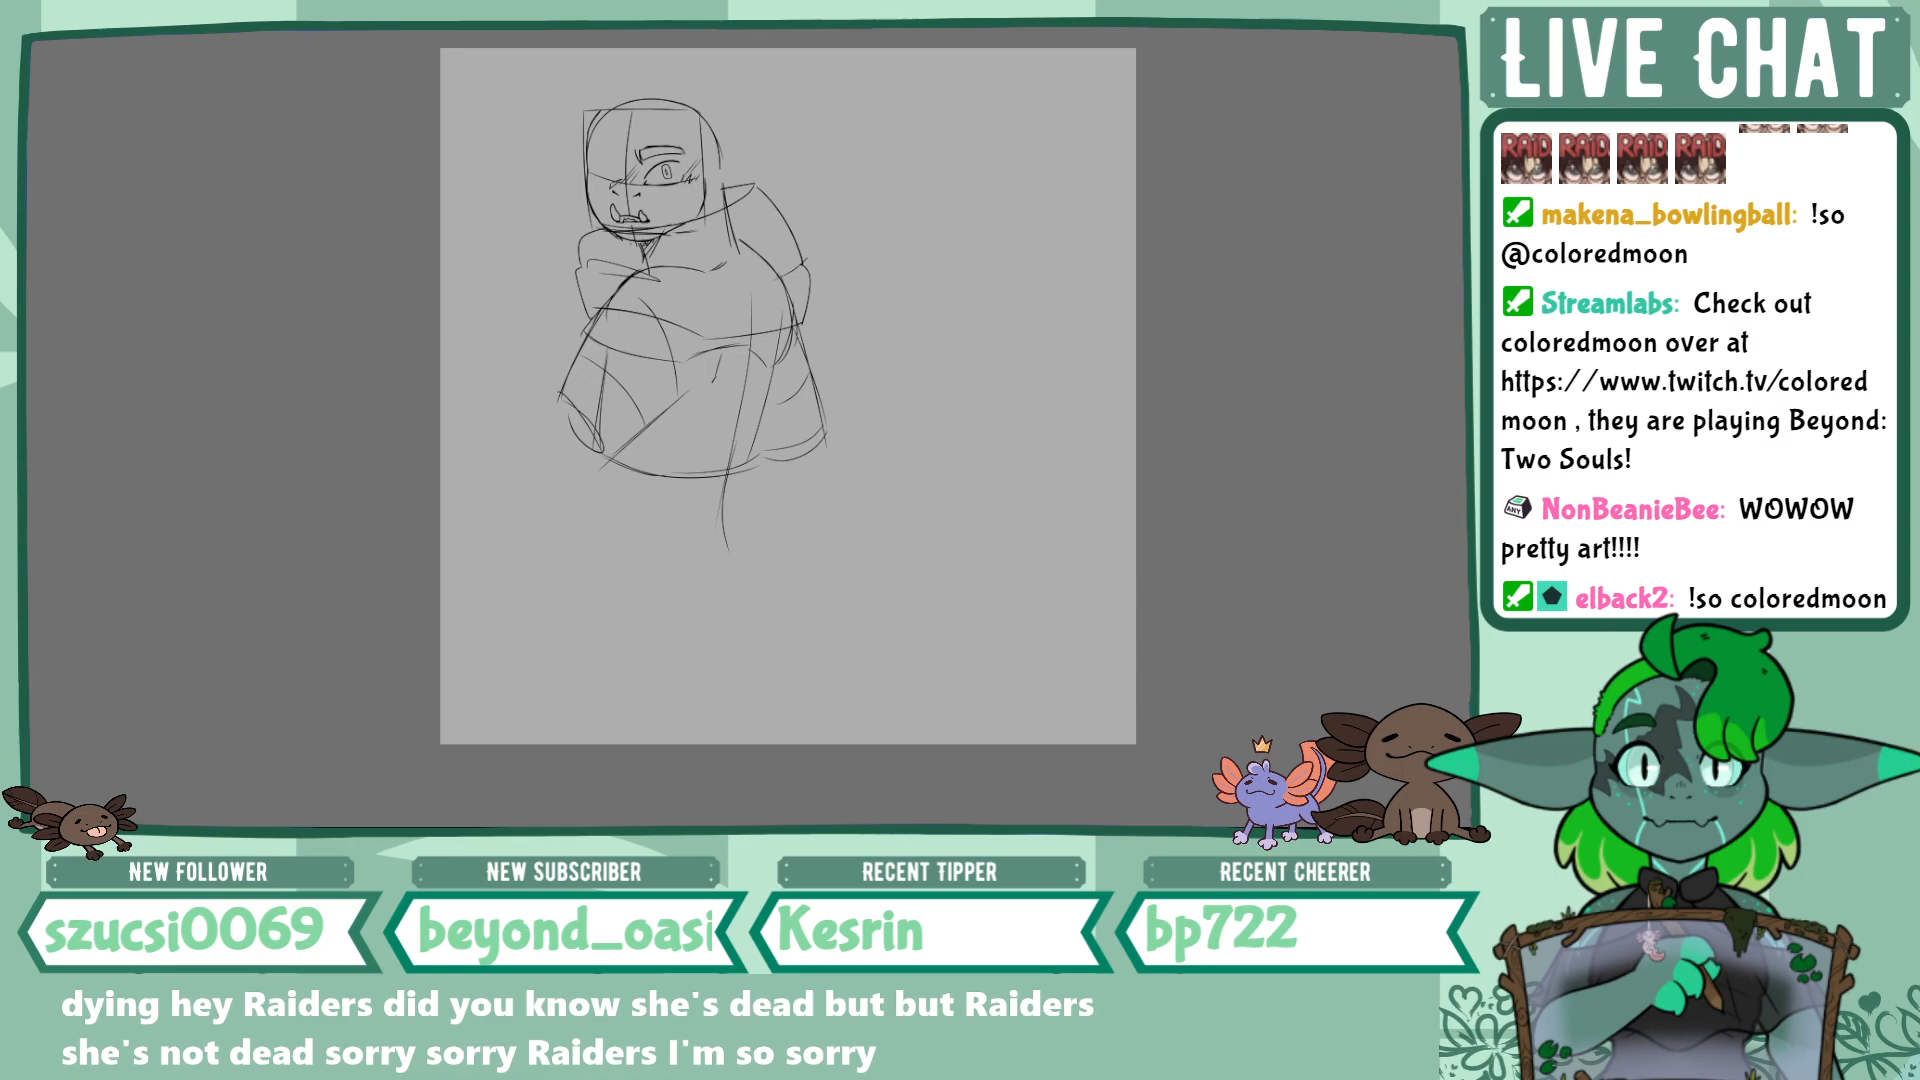 LIVE CHAT
RAID RAID RAID RAID
makena_bowlingball: !so
@coloredmoon
Streamlabs: Check out
coloredmoon over at
https://www.twitch.tv/colored
moon , they are playing Beyond:
Two Souls!
ANY NonBeanieBee: WOWOW
pretty art!!!!
elback2: !so coloredmoon
NEW FOLLOWER
szucsi0069
NEW SUBSCRIBER
beyond_oasi
RECENT TIPPER
Kesrin
RECENT CHEERER
bp722
dying hey Raiders did you know she's dead but but Raiders
she's not dead sorry sorry Raiders I'm so sorry